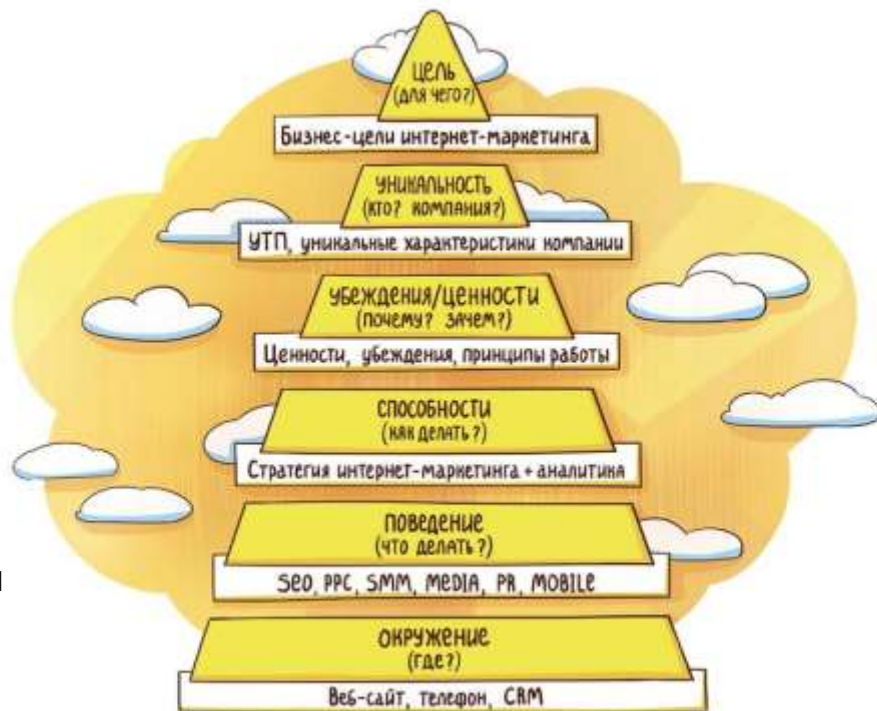 ЦЕЛЬ
(ДЛЯ ЧЕГО?)
Бизнес-цели интернет-маркетинга
УНИКАЛЬНОСТЬ
(КТО? КОМПАНИЯ?)
УТП, уникальные характеристики компании
УБЕЖДЕНИЯ/ЦЕННОСТИ
(ПОЧЕМУ? ЗАЧЕМ?)
Ценности, убеждения, принципы работы
СПОСОБНОСТИ
(КАК ДЕЛАТЬ?)
Стратегия интернет-маркетинга + аналитика
ПОВЕДЕНИЕ
(ЧТО ДЕЛАТЬ?)
SEO, PPC, SMM, MEDIA, PR, MOBILE
ОКРУЖЕНИЕ
(ГДЕ?)
Веб-сайт, телефон, CRM